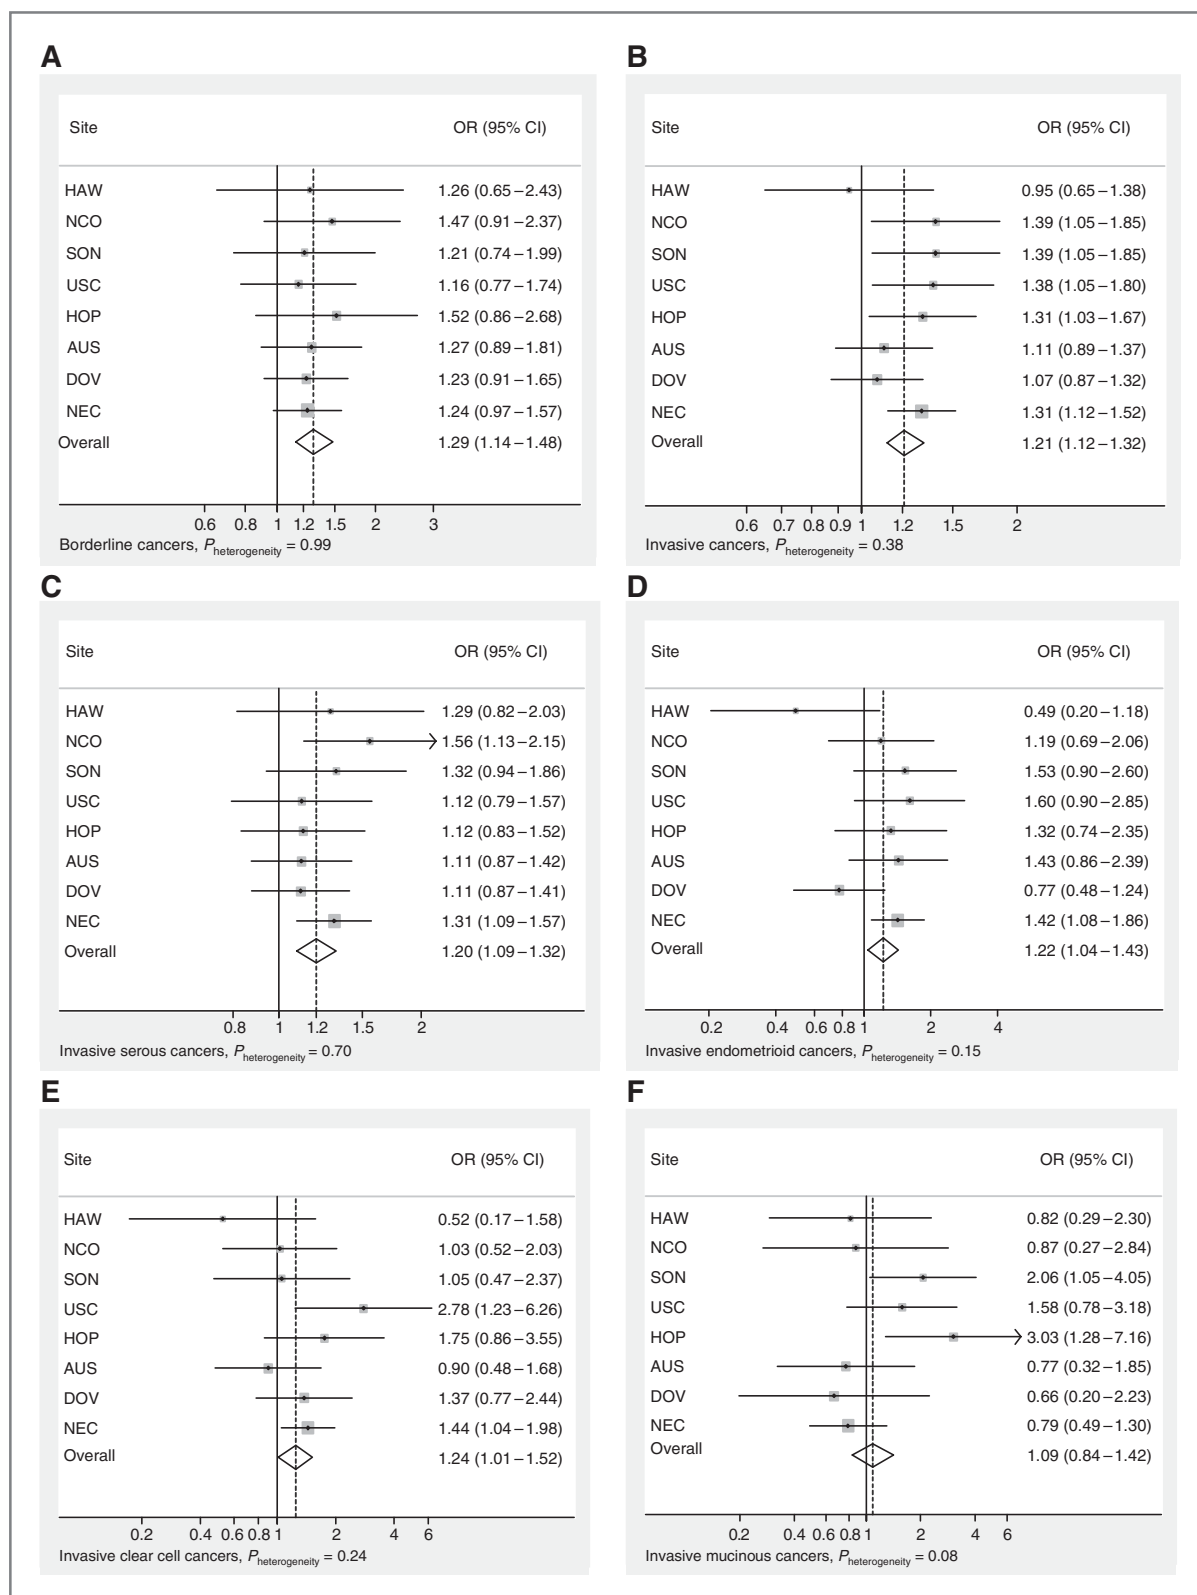 A
Site OR (95% CI)
HAW 1.26 (0.65–2.43)
NCO 1.47 (0.91–2.37)
SON 1.21 (0.74–1.99)
USC 1.16 (0.77–1.74)
HOP 1.52 (0.86–2.68)
AUS 1.27 (0.89–1.81)
DOV 1.23 (0.91–1.65)
NEC 1.24 (0.97–1.57)
Overall 1.29 (1.14–1.48)
0.6 0.8 1 1.2 1.5 2 3
Borderline cancers, Pheterogeneity = 0.99
B
Site OR (95% CI)
HAW 0.95 (0.65–1.38)
NCO 1.39 (1.05–1.85)
SON 1.39 (1.05–1.85)
USC 1.38 (1.05–1.80)
HOP 1.31 (1.03–1.67)
AUS 1.11 (0.89–1.37)
DOV 1.07 (0.87–1.32)
NEC 1.31 (1.12–1.52)
Overall 1.21 (1.12–1.32)
0.6 0.7 0.8 0.9 1 1.2 1.5 2
Invasive cancers, Pheterogeneity = 0.38
C
Site OR (95% CI)
HAW 1.29 (0.82–2.03)
NCO 1.56 (1.13–2.15)
SON 1.32 (0.94–1.86)
USC 1.12 (0.79–1.57)
HOP 1.12 (0.83–1.52)
AUS 1.11 (0.87–1.42)
DOV 1.11 (0.87–1.41)
NEC 1.31 (1.09–1.57)
Overall 1.20 (1.09–1.32)
0.8 1 1.2 1.5 2
Invasive serous cancers, Pheterogeneity = 0.70
D
Site OR (95% CI)
HAW 0.49 (0.20–1.18)
NCO 1.19 (0.69–2.06)
SON 1.53 (0.90–2.60)
USC 1.60 (0.90–2.85)
HOP 1.32 (0.74–2.35)
AUS 1.43 (0.86–2.39)
DOV 0.77 (0.48–1.24)
NEC 1.42 (1.08–1.86)
Overall 1.22 (1.04–1.43)
0.2 0.4 0.6 0.8 1 2 4
Invasive endometrioid cancers, Pheterogeneity = 0.15
E
Site OR (95% CI)
HAW 0.52 (0.17–1.58)
NCO 1.03 (0.52–2.03)
SON 1.05 (0.47–2.37)
USC 2.78 (1.23–6.26)
HOP 1.75 (0.86–3.55)
AUS 0.90 (0.48–1.68)
DOV 1.37 (0.77–2.44)
NEC 1.44 (1.04–1.98)
Overall 1.24 (1.01–1.52)
0.2 0.4 0.6 0.8 1 2 4 6
Invasive clear cell cancers, Pheterogeneity = 0.24
F
Site OR (95% CI)
HAW 0.82 (0.29–2.30)
NCO 0.87 (0.27–2.84)
SON 2.06 (1.05–4.05)
USC 1.58 (0.78–3.18)
HOP 3.03 (1.28–7.16)
AUS 0.77 (0.32–1.85)
DOV 0.66 (0.20–2.23)
NEC 0.79 (0.49–1.30)
Overall 1.09 (0.84–1.42)
0.2 0.4 0.6 0.8 1 2 4 6
Invasive mucinous cancers, Pheterogeneity = 0.08